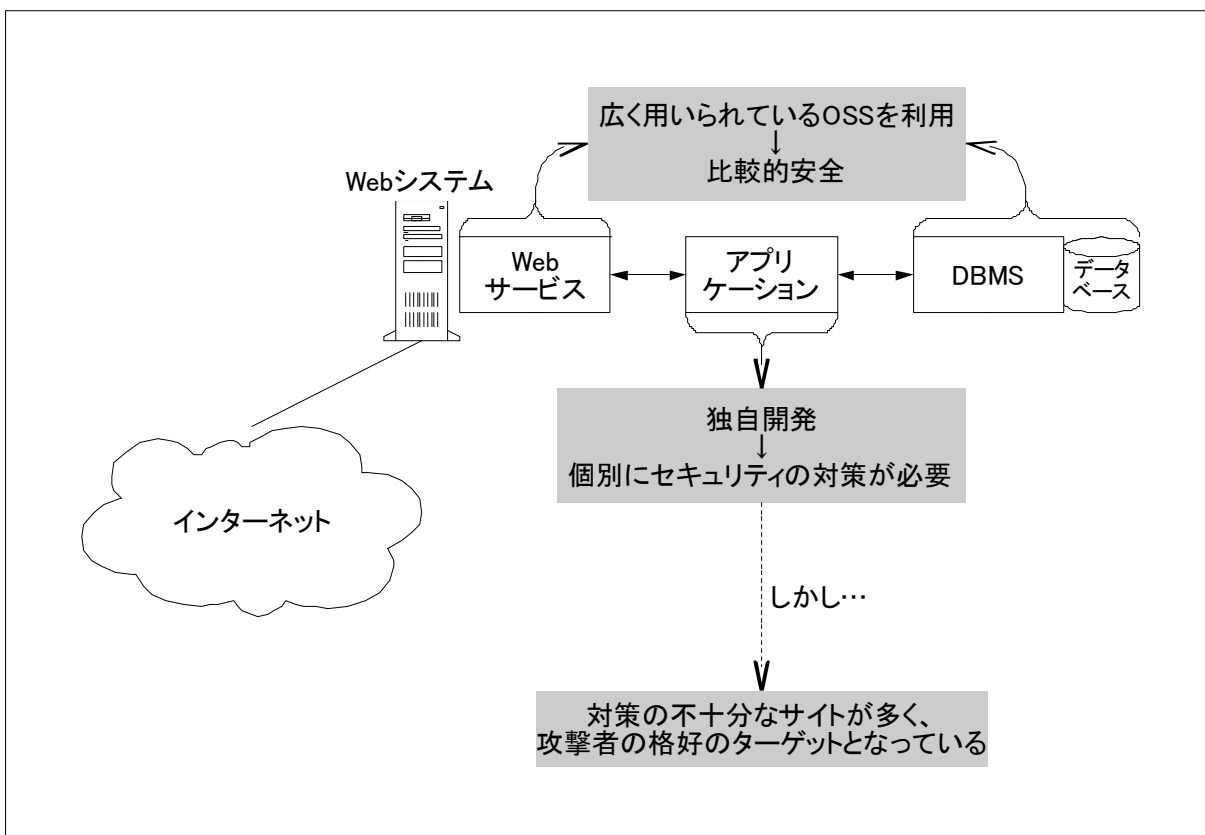 広く用いられているOSSを利用
↓
比較的安全
Webシステム
Web
サービス
アプリ
ケーション
DBMS
データ
ベース
独自開発
↓
個別にセキュリティの対策が必要
インターネット
しかし…
対策の不十分なサイトが多く、
攻撃者の格好のターゲットとなっている